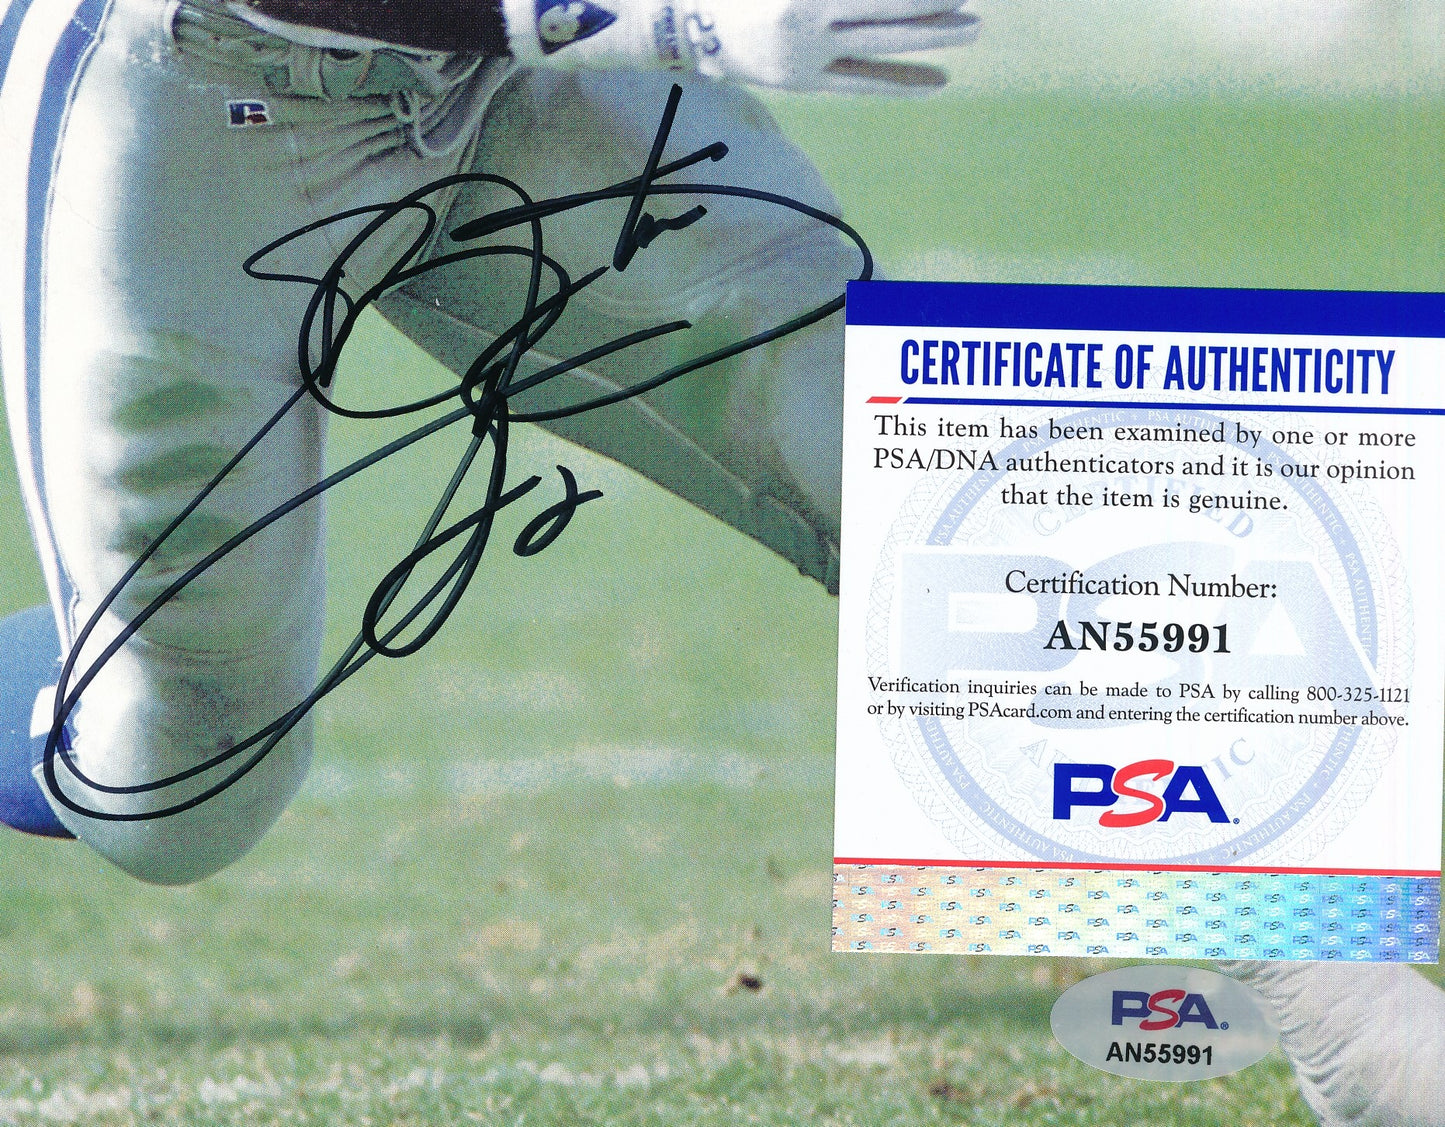 22
R
22
CERTIFICATE OF AUTHENTICITY
This item has been examined by one or more
PSA/DNA authenticators and it is our opinion
that the item is genuine.
Certification Number:
AN55991
Verification inquiries can be made to PSA by calling 800-325-1121
or by visiting PSAcard.com and entering the certification number above.
PSA®
PSA®
AN55991